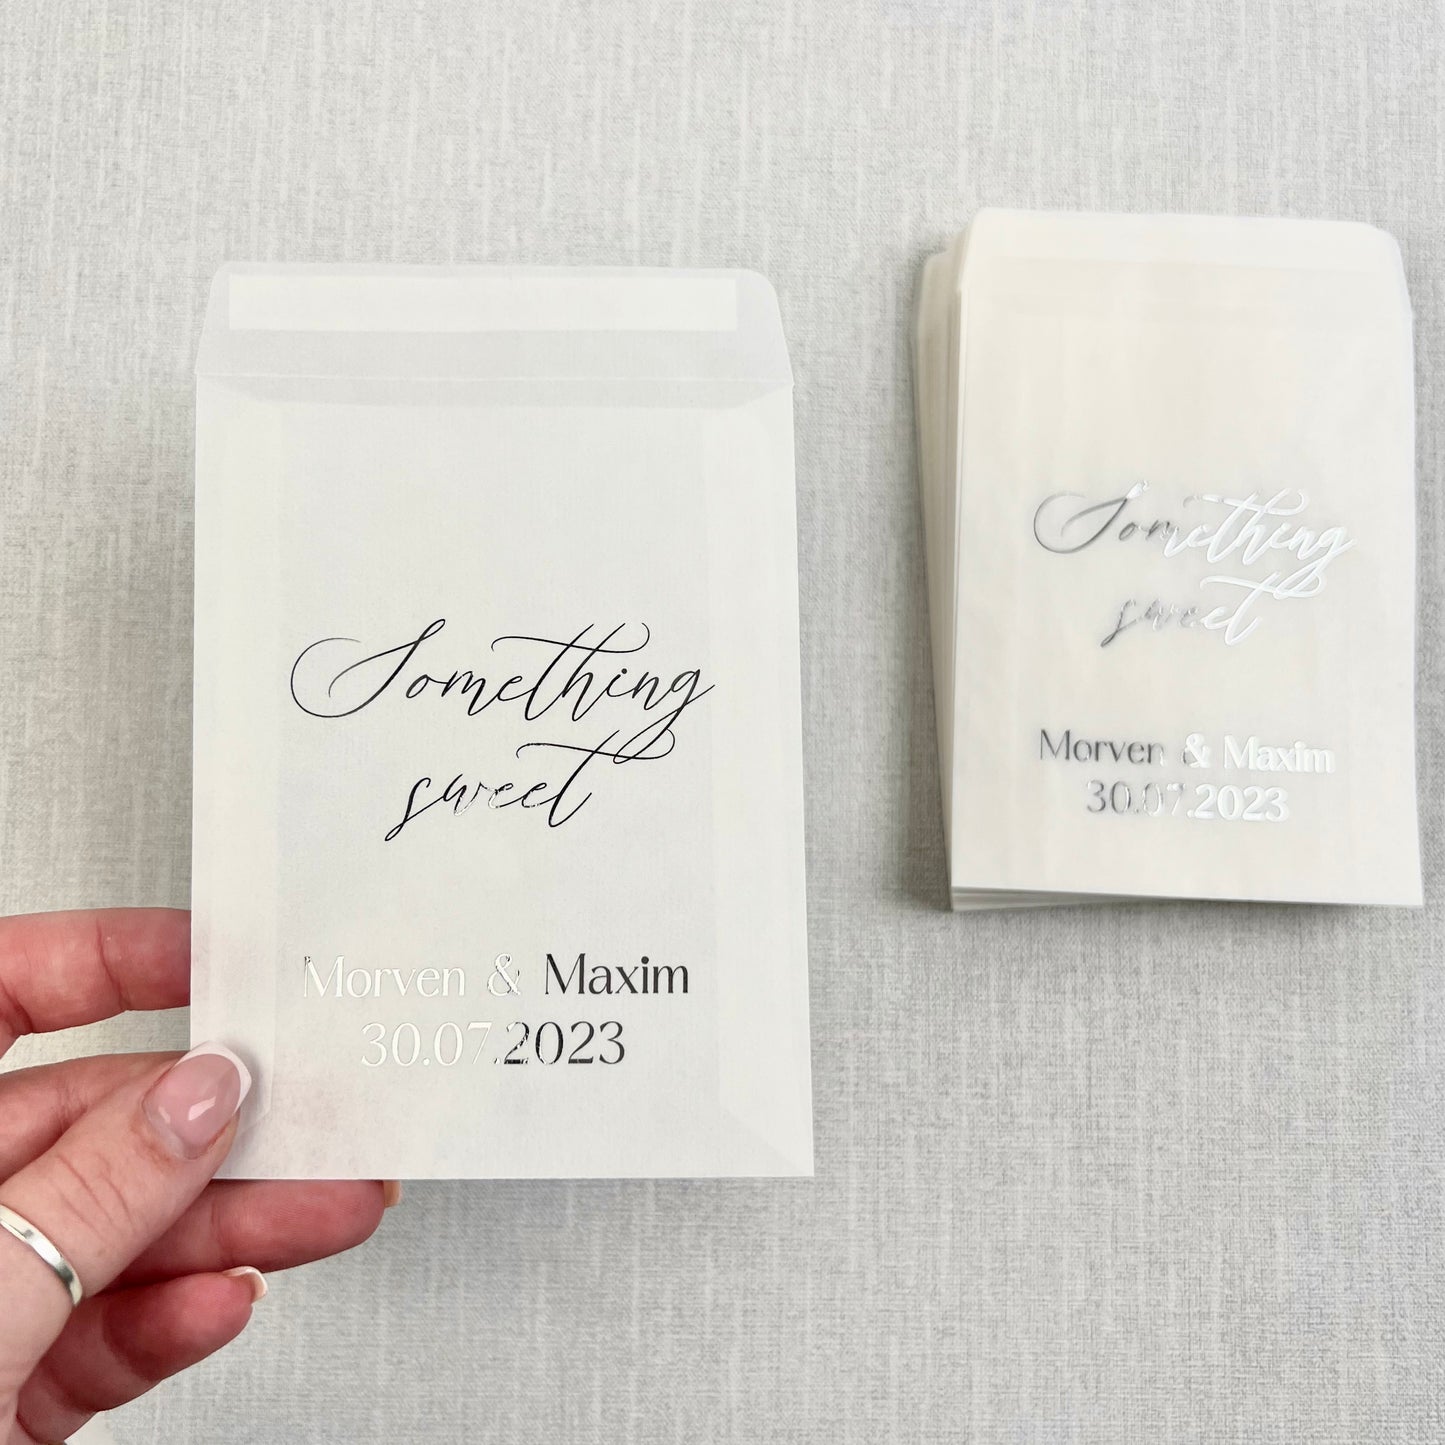 Something
sweet
Morven & Maxim
30.07.2023
Something
sweet
Morven & Maxim
30.07.2023